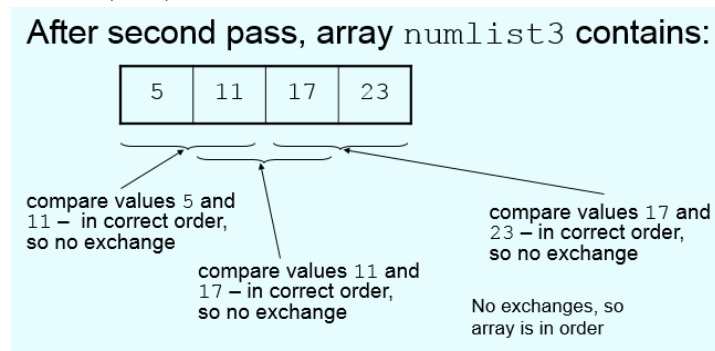 After second pass, array numlist3 contains:
5 11 17 23
compare values 5 and
11 – in correct order,
so no exchange
compare values 11 and
17 – in correct order,
so no exchange
compare values 17 and
23 – in correct order,
so no exchange
No exchanges, so
array is in order